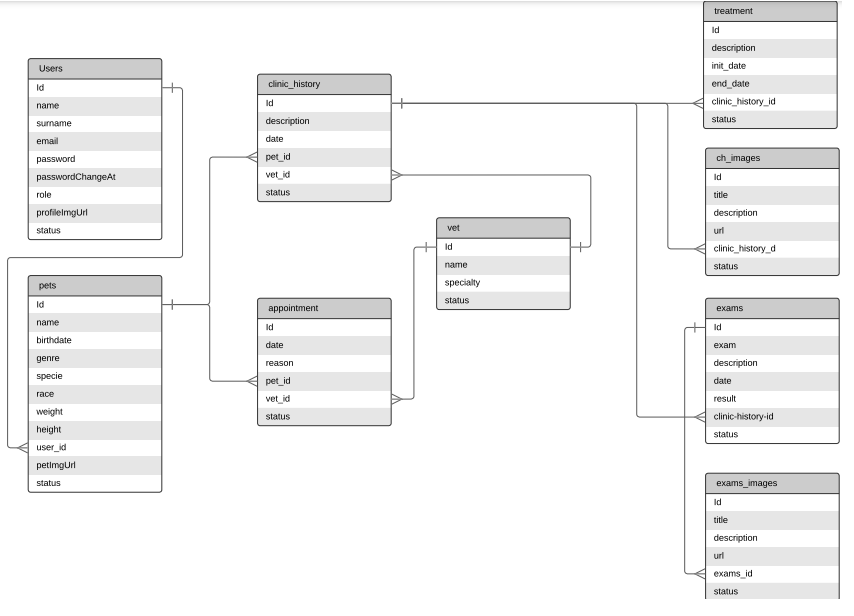 Users
Id
name
surname
email
password
passwordChangeAt
role
profileImgUrl
status
pets
Id
name
birthdate
genre
specie
race
weight
height
user_id
petImgUrl
status
clinic_history
Id
description
date
pet_id
vet_id
status
appointment
Id
date
reason
pet_id
vet_id
status
vet
Id
name
specialty
status
treatment
Id
description
init_date
end_date
clinic_history_id
status
ch_images
Id
title
description
url
clinic_history_d
status
exams
Id
exam
description
date
result
clinic-history-id
status
exams_images
Id
title
description
url
exams_id
status